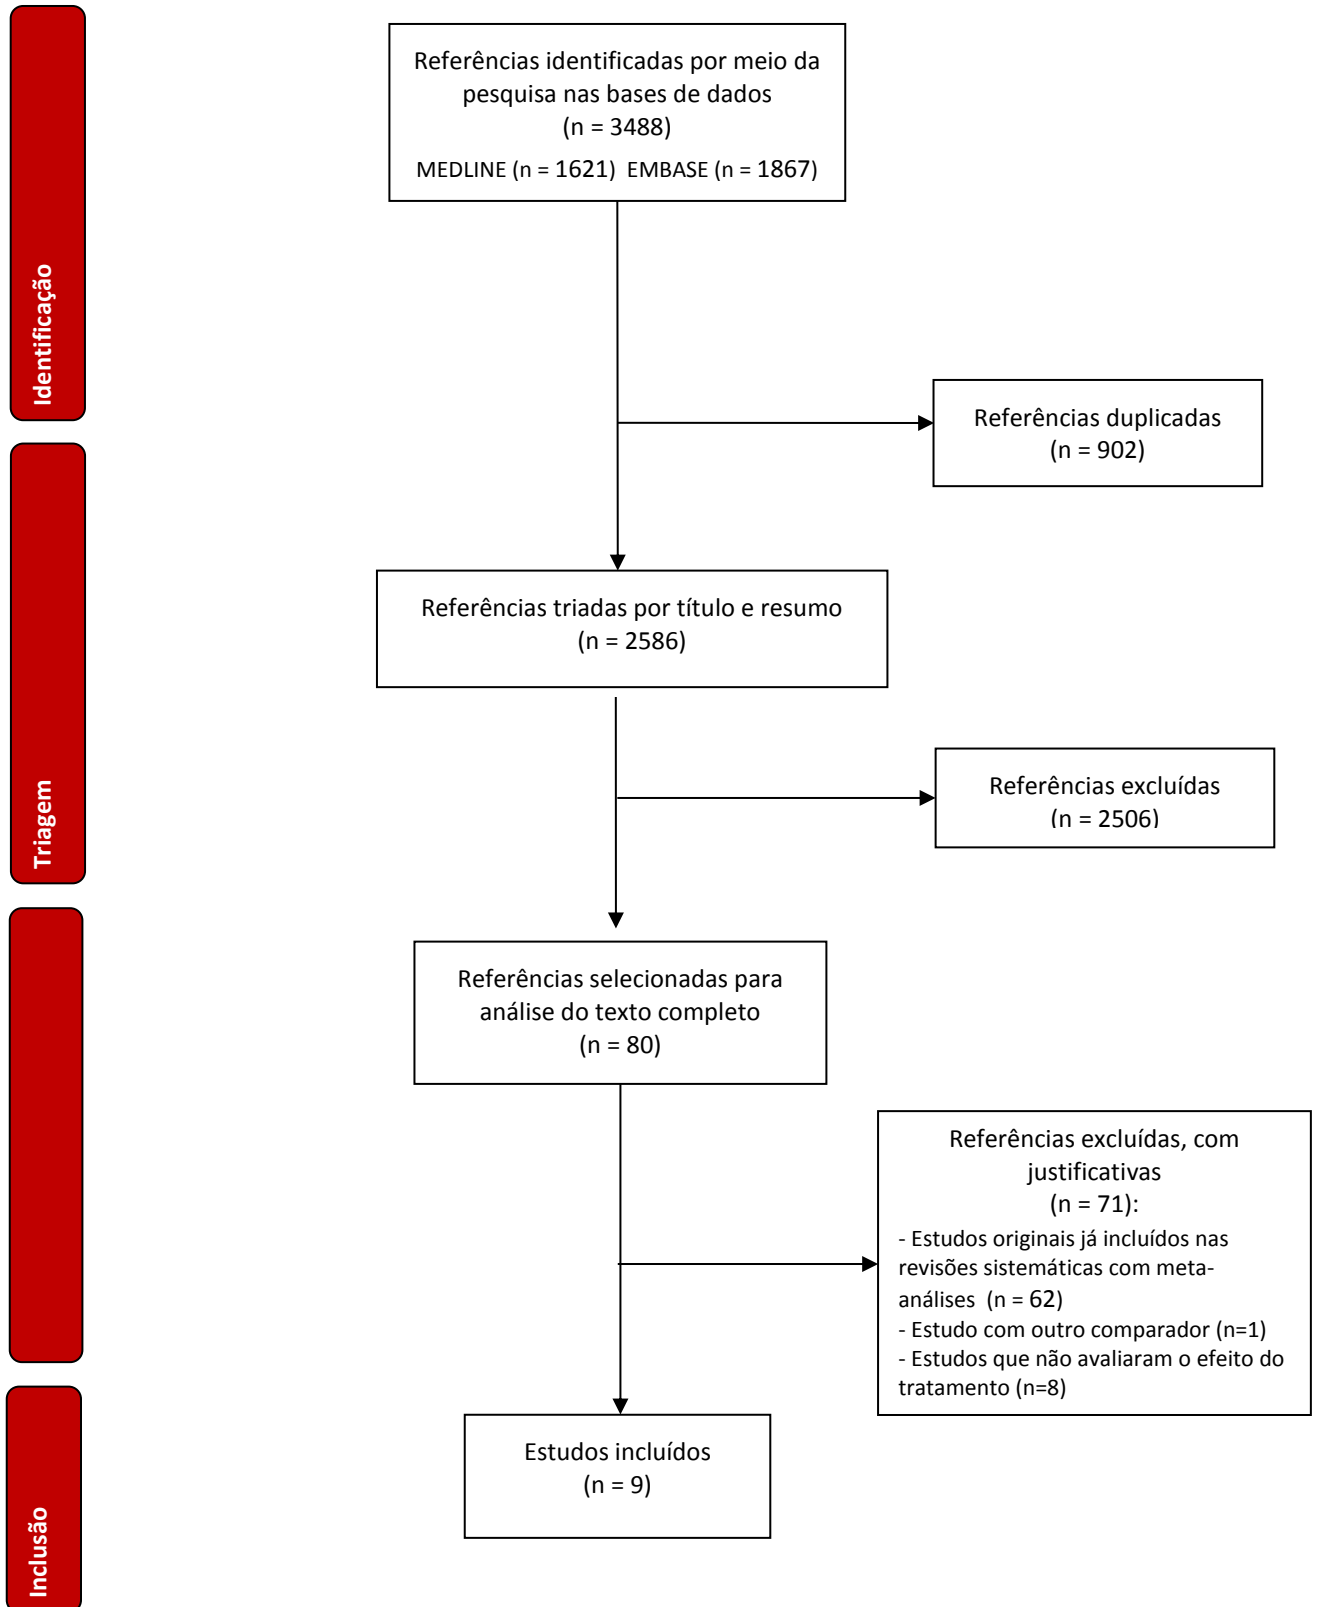 Referências identificadas por meio da
pesquisa nas bases de dados
(n = 3488)
MEDLINE (n = 1621)  EMBASE (n = 1867)
Identificação
Referências duplicadas
(n = 902)
Referências triadas por título e resumo
(n = 2586)
Triagem
Referências excluídas
(n = 2506)
Referências selecionadas para
análise do texto completo
(n = 80)
Referências excluídas, com
justificativas
(n = 71):
- Estudos originais já incluídos nas
revisões sistemáticas com meta-
análises  (n = 62)
- Estudo com outro comparador (n=1)
- Estudos que não avaliaram o efeito do
tratamento (n=8)
Estudos incluídos
(n = 9)
Inclusão